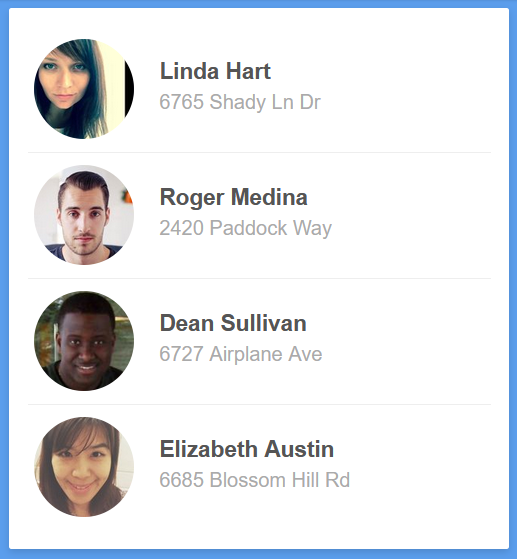 Linda Hart
6765 Shady Ln Dr
Roger Medina
2420 Paddock Way
Dean Sullivan
6727 Airplane Ave
Elizabeth Austin
6685 Blossom Hill Rd